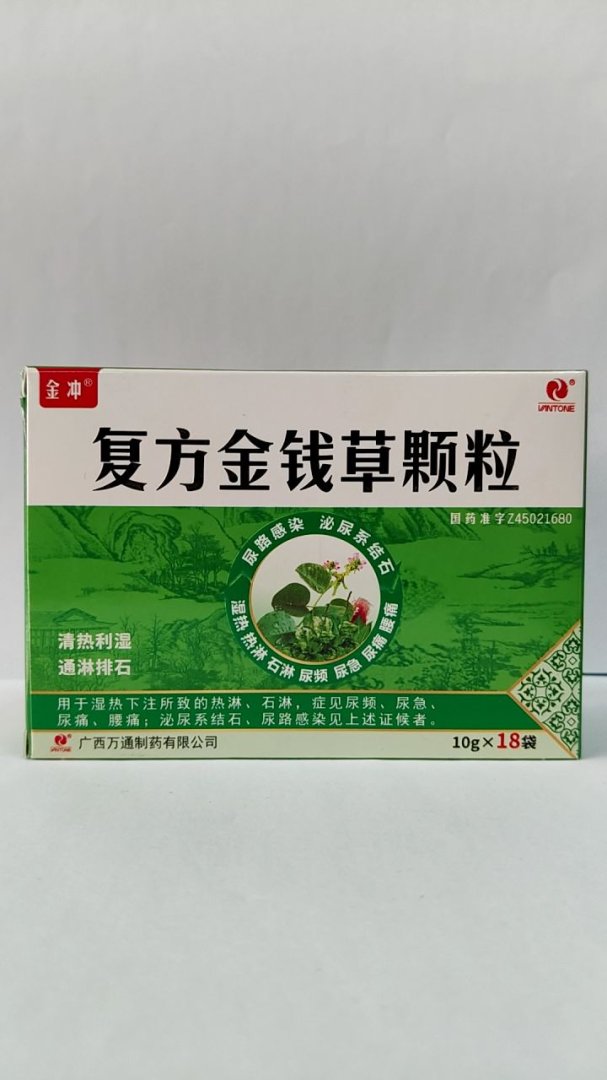 金冲®
VANTONE®
复方金钱草颗粒
国药准字Z45021680
尿路感染 泌尿系结石
湿热 热淋 石淋 尿频 尿急 尿痛 腰痛
清热利湿
通淋排石
用于湿热下注所致的热淋、石淋，症见尿频、尿急、
尿痛、腰痛；泌尿系结石、尿路感染见上述证候者。
VANTONE 广西万通制药有限公司
10g×18袋